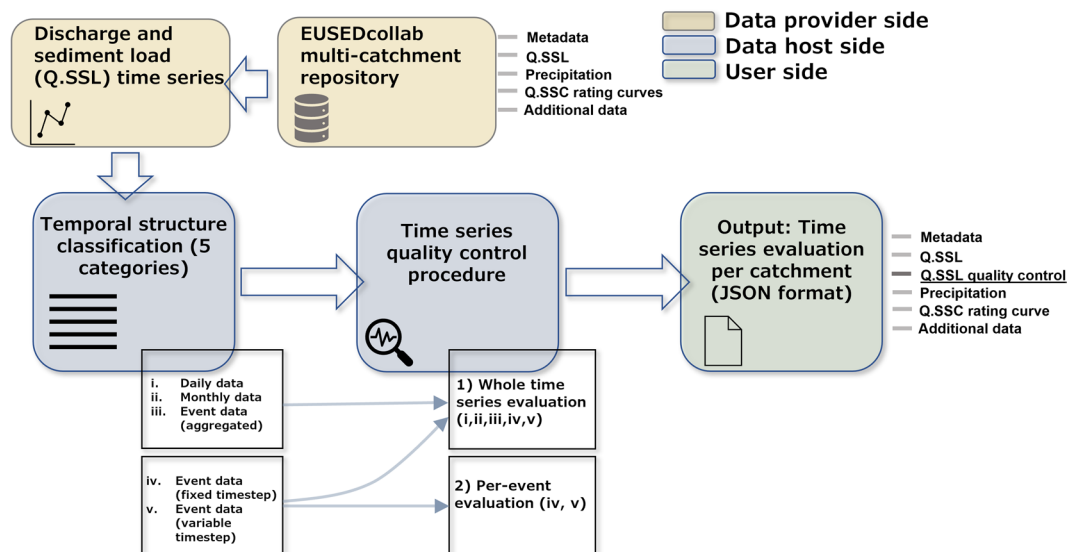 Discharge and
sediment load
(Q.SSL) time series
EUSEDcollab
multi-catchment
repository
Metadata
Q.SSL
Precipitation
Q.SSC rating curves
Additional data
Data provider side
Data host side
User side
Temporal structure
classification (5
categories)
Time series
quality control
procedure
Output: Time
series evaluation
per catchment
(JSON format)
Metadata
Q.SSL
Q.SSL quality control
Precipitation
Q.SSC rating curve
Additional data
i. Daily data
ii. Monthly data
iii. Event data
(aggregated)
1) Whole time
series evaluation
(i,ii,iii,iv,v)
iv. Event data
(fixed timestep)
v. Event data
(variable
timestep)
2) Per-event
evaluation (iv, v)